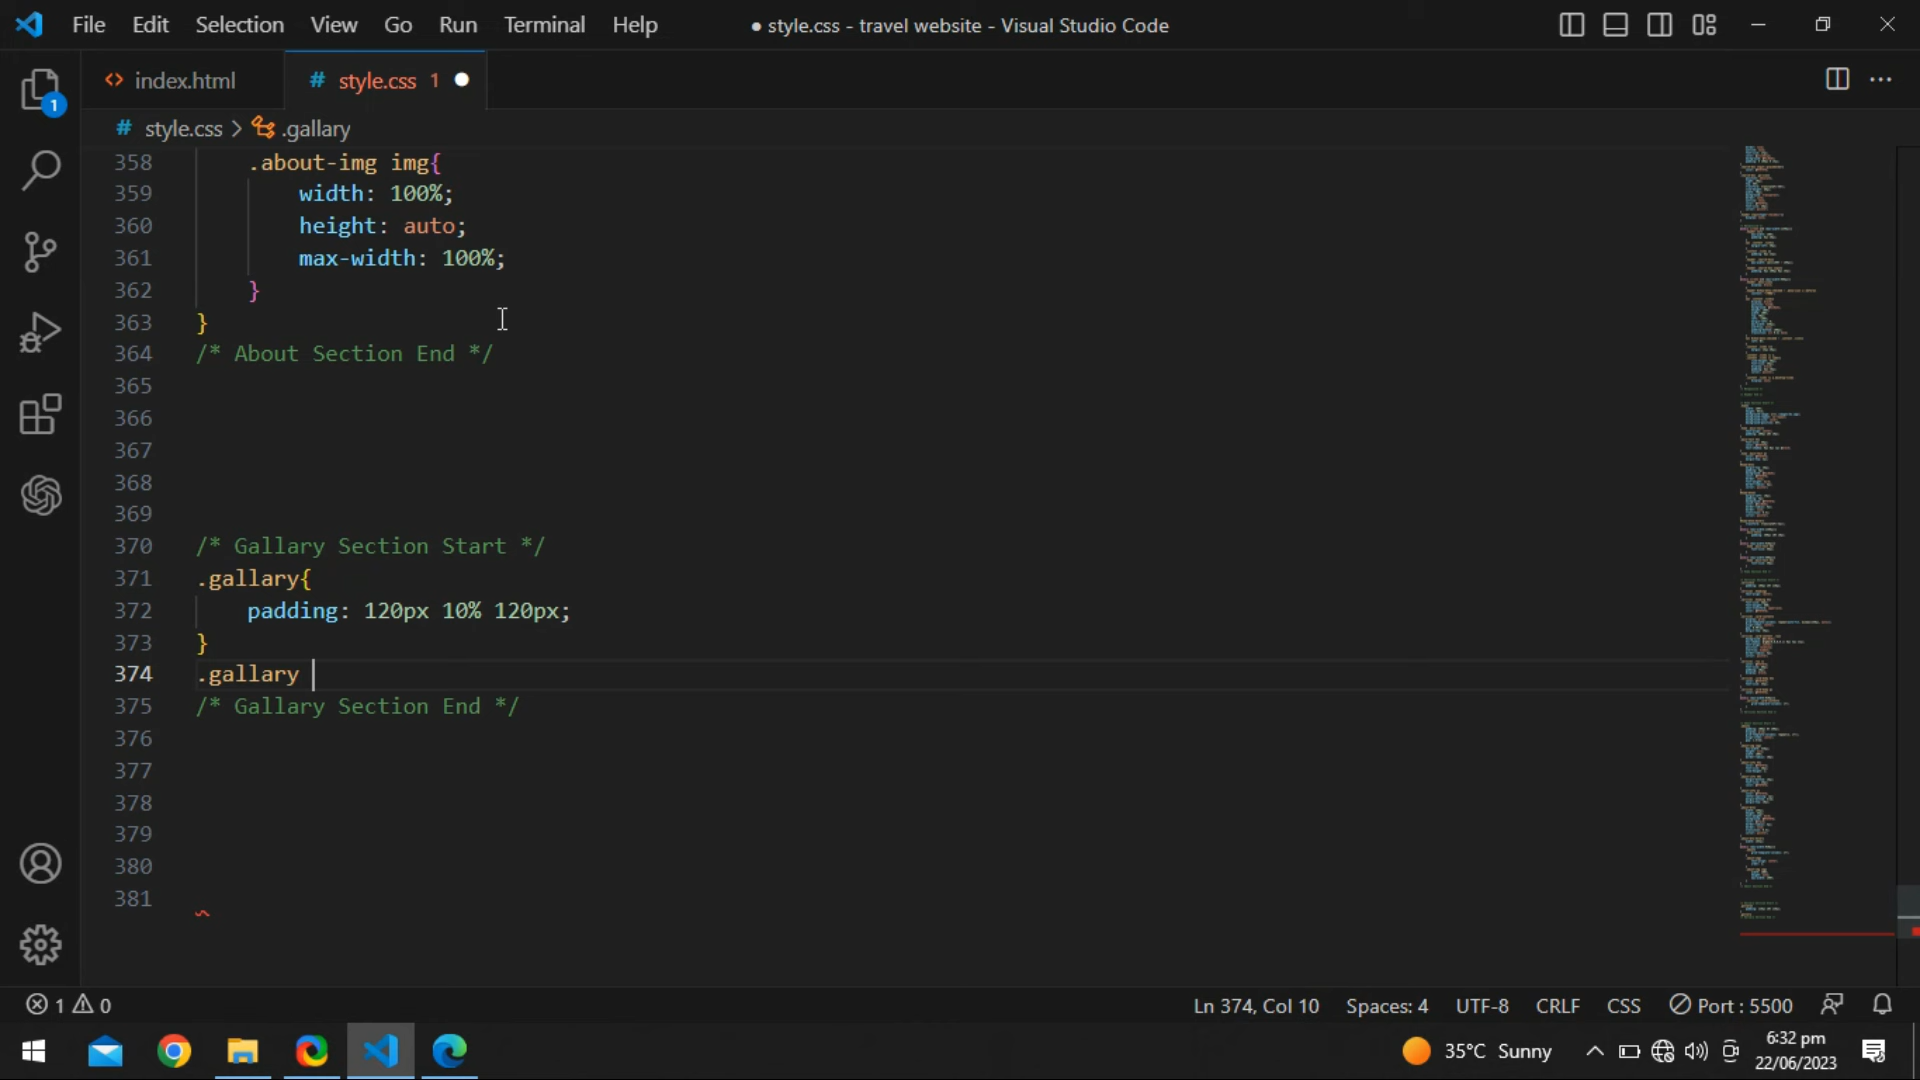 File Edit Selection View Go Run Terminal Help ● style.css - travel website - Visual Studio Code
index.html # style.css 1
# style.css > .gallary
358 .about-img img{
359 width: 100%;
360 height: auto;
361 max-width: 100%;
362 }
363 }
364 /* About Section End */
365
366
367
368
369
370 /* Gallary Section Start */
371 .gallary{
372 padding: 120px 10% 120px;
373 }
374 .gallary
375 /* Gallary Section End */
376
377
378
379
380
381
1
1 0 Ln 374, Col 10 Spaces: 4 UTF-8 CRLF CSS Port : 5500
35°C Sunny 6:32 pm
22/06/2023